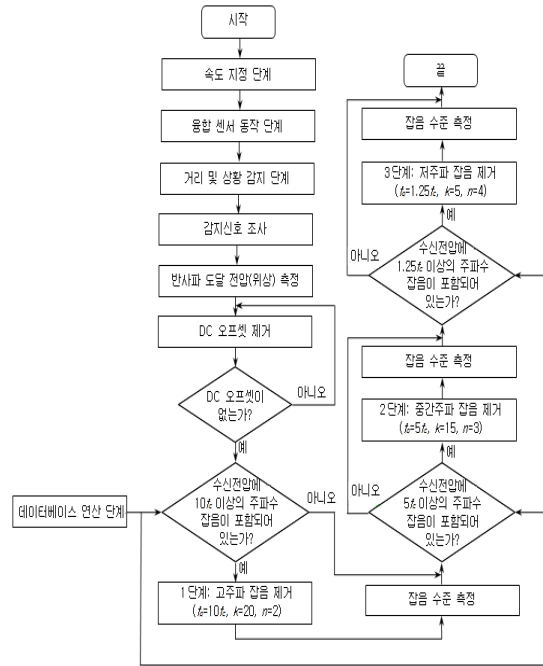 시작
속도 지정 단계
융합 센서 동작 단계
거리 및 상황 감지 단계
감지신호 조사
반사파 도달 전압(위상) 측정
DC 오프셋 제거
DC 오프셋이
없는가?
아니오
예
데이터베이스 연산 단계
수신전압에
10fc 이상의 주파수
잡음이 포함되어
있는가?
아니오
예
1단계: 고주파 잡음 제거
(fo=10fc, k=20, n=2)
잡음 수준 측정
수신전압에
5fc 이상의 주파수
잡음이 포함되어
있는가?
아니오
예
2단계: 중간주파 잡음 제거
(fo=5fc, k=15, n=3)
잡음 수준 측정
수신전압에
1.25fc 이상의 주파수
잡음이 포함되어
있는가?
아니오
예
3단계: 저주파 잡음 제거
(fo=1.25fc, k=5, n=4)
잡음 수준 측정
끝